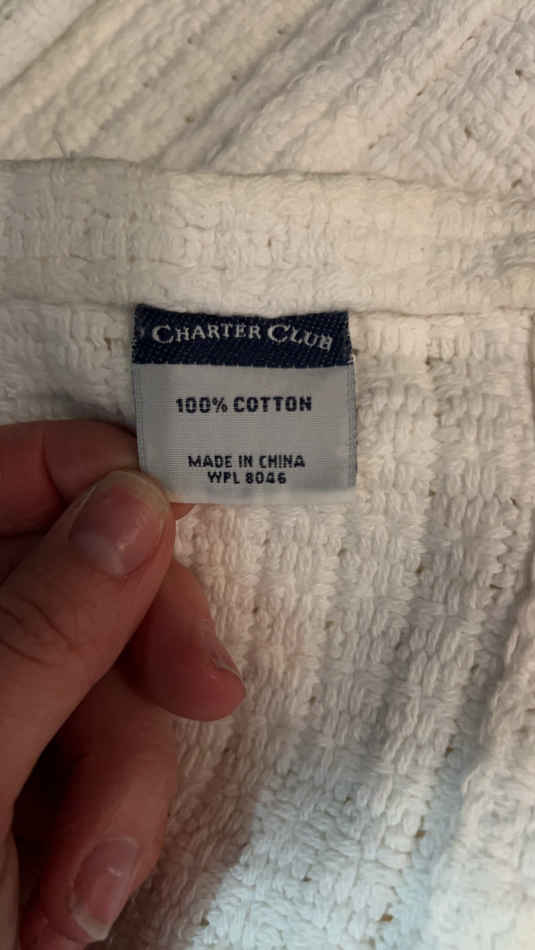 CHARTER CLUB
100% COTTON
MADE IN CHINA
WPL 8046